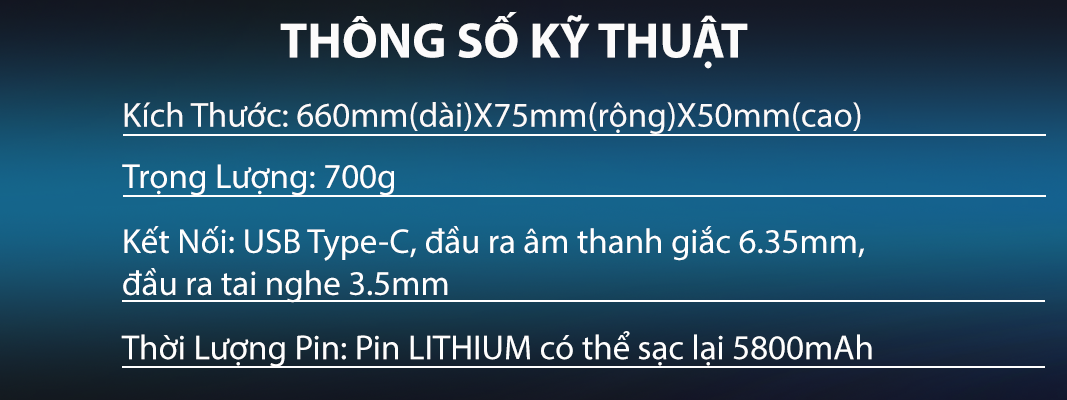 THÔNG SỐ KỸ THUẬT
Kích Thước: 660mm(dài)X75mm(rộng)X50mm(cao)
Trọng Lượng: 700g
Kết Nối: USB Type-C, đầu ra âm thanh giắc 6.35mm,
đầu ra tai nghe 3.5mm
Thời Lượng Pin: Pin LITHIUM có thể sạc lại 5800mAh